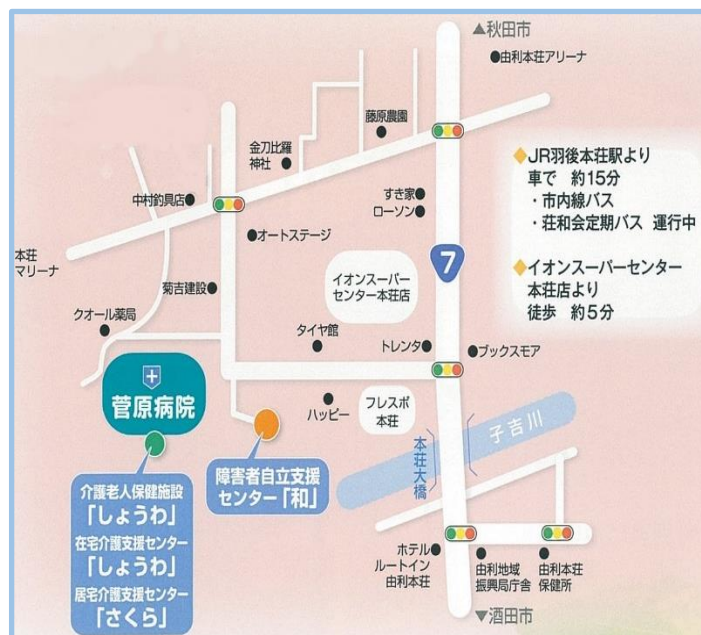 ▲秋田市
●由利本荘アリーナ
藤原農園
金刀比羅
神社
中村釣具店
すき家
ローソン
◆JR羽後本荘駅より
車で 約15分
・市内線バス
・荘和会定期バス 運行中
◆イオンスーパーセンター
本荘店より
徒歩 約5分
本荘
マリーナ
オートステージ
7
イオンスーパー
センター本荘店
菊吉建設
クオール薬局
タイヤ館
トレンタ
ブックスモア
菅原病院
ハッピー
フレスポ
本荘
子吉川
本荘大橋
障害者自立支援
センター「和」
介護老人保健施設
「しょうわ」
在宅介護支援センター
「しょうわ」
居宅介護支援センター
「さくら」
ホテル
ルートイン
由利本荘
由利地域
振興局庁舎
由利本荘
保健所
▼酒田市